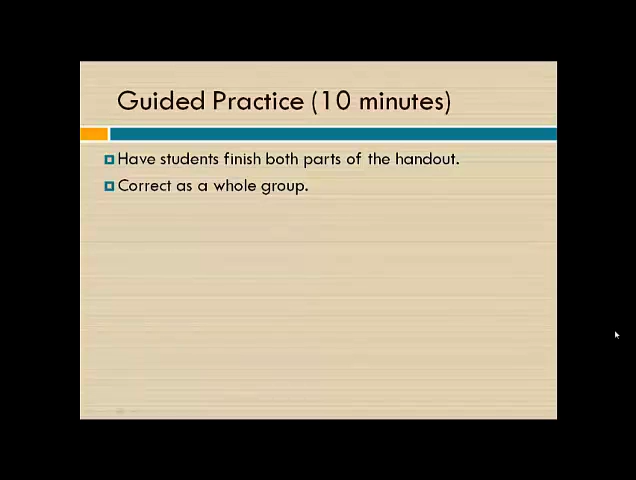 Guided Practice (10 minutes)
Have students finish both parts of the handout.
Correct as a whole group.